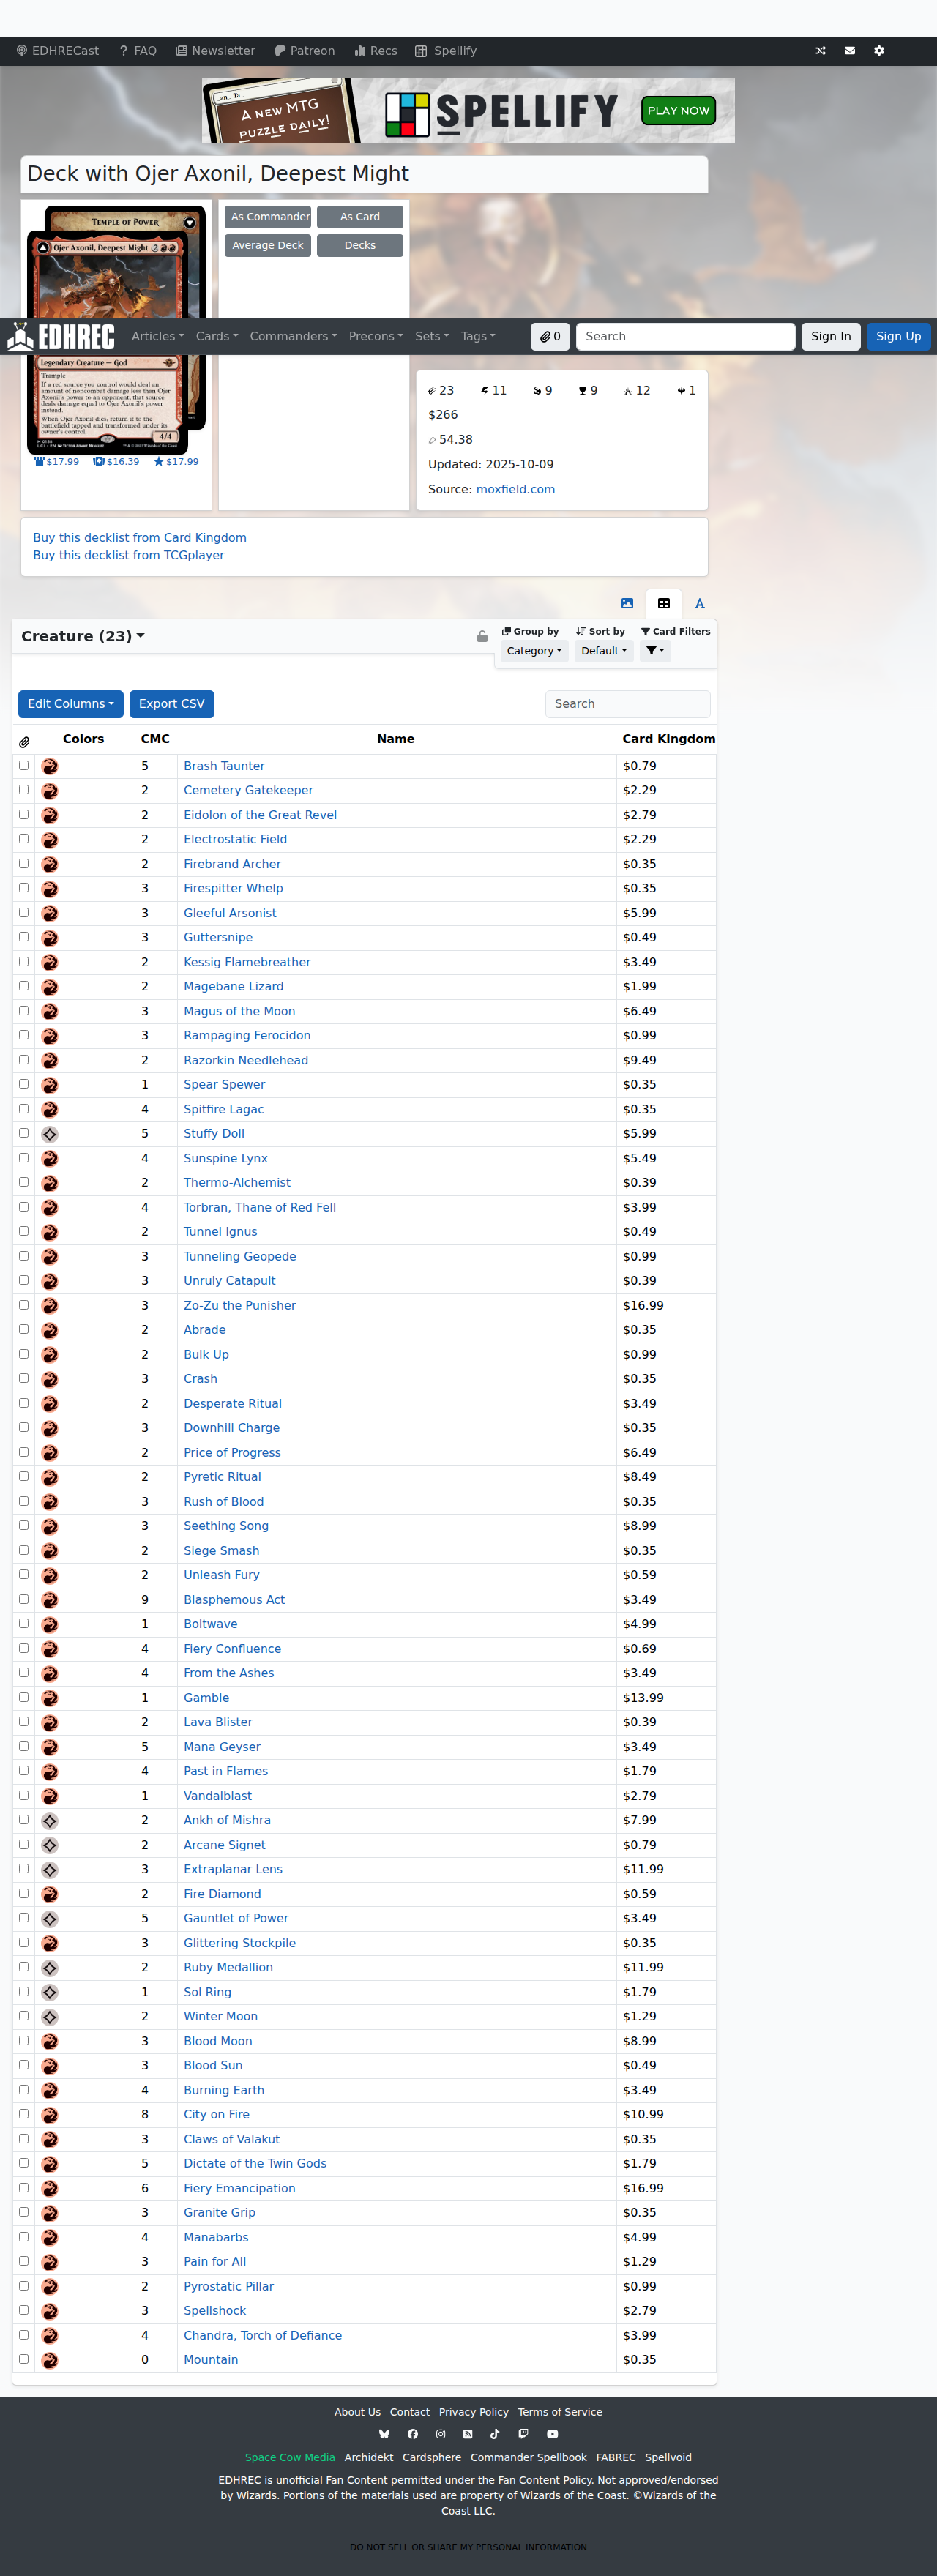 EDHRECast FAQ Newsletter Patreon Recs Spellify
A NEW MTG PUZZLE DAILY! SPELLIFY PLAY NOW
Deck with Ojer Axonil, Deepest Might
TEMPLE OF POWER
Ojer Axonil, Deepest Might
As Commander As Card
Average Deck Decks
EDHREC Articles Cards Commanders Precons Sets Tags 0 Search Sign In Sign Up
Legendary Creature — God
Trample
If a red source you control would deal an
amount of noncombat damage less than Ojer
Axonil's power to an opponent, that source
deals damage equal to Ojer Axonil's power
instead.
When Ojer Axonil dies, return it to the
battlefield tapped and transformed under its
owner's control.
4/4
$17.99 $16.39 $17.99
23 11 9 9 12 1
$266
54.38
Updated: 2025-10-09
Source: moxfield.com
Buy this decklist from Card Kingdom
Buy this decklist from TCGplayer
Creature (23)
Group by Sort by Card Filters
Category Default
Edit Columns Export CSV Search
Colors CMC Name Card Kingdom
5 Brash Taunter $0.79
2 Cemetery Gatekeeper $2.29
2 Eidolon of the Great Revel $2.79
2 Electrostatic Field $2.29
2 Firebrand Archer $0.35
3 Firespitter Whelp $0.35
3 Gleeful Arsonist $5.99
3 Guttersnipe $0.49
2 Kessig Flamebreather $3.49
2 Magebane Lizard $1.99
3 Magus of the Moon $6.49
3 Rampaging Ferocidon $0.99
2 Razorkin Needlehead $9.49
1 Spear Spewer $0.35
4 Spitfire Lagac $0.35
5 Stuffy Doll $5.99
4 Sunspine Lynx $5.49
2 Thermo-Alchemist $0.39
4 Torbran, Thane of Red Fell $3.99
2 Tunnel Ignus $0.49
3 Tunneling Geopede $0.99
3 Unruly Catapult $0.39
3 Zo-Zu the Punisher $16.99
2 Abrade $0.35
2 Bulk Up $0.99
3 Crash $0.35
2 Desperate Ritual $3.49
3 Downhill Charge $0.35
2 Price of Progress $6.49
2 Pyretic Ritual $8.49
3 Rush of Blood $0.35
3 Seething Song $8.99
2 Siege Smash $0.35
2 Unleash Fury $0.59
9 Blasphemous Act $3.49
1 Boltwave $4.99
4 Fiery Confluence $0.69
4 From the Ashes $3.49
1 Gamble $13.99
2 Lava Blister $0.39
5 Mana Geyser $3.49
4 Past in Flames $1.79
1 Vandalblast $2.79
2 Ankh of Mishra $7.99
2 Arcane Signet $0.79
3 Extraplanar Lens $11.99
2 Fire Diamond $0.59
5 Gauntlet of Power $3.49
3 Glittering Stockpile $0.35
2 Ruby Medallion $11.99
1 Sol Ring $1.79
2 Winter Moon $1.29
3 Blood Moon $8.99
3 Blood Sun $0.49
4 Burning Earth $3.49
8 City on Fire $10.99
3 Claws of Valakut $0.35
5 Dictate of the Twin Gods $1.79
6 Fiery Emancipation $16.99
3 Granite Grip $0.35
4 Manabarbs $4.99
3 Pain for All $1.29
2 Pyrostatic Pillar $0.99
3 Spellshock $2.79
4 Chandra, Torch of Defiance $3.99
0 Mountain $0.35
About Us Contact Privacy Policy Terms of Service
Space Cow Media Archidekt Cardsphere Commander Spellbook FABREC Spellvoid
EDHREC is unofficial Fan Content permitted under the Fan Content Policy. Not approved/endorsed
by Wizards. Portions of the materials used are property of Wizards of the Coast. ©Wizards of the
Coast LLC.
DO NOT SELL OR SHARE MY PERSONAL INFORMATION